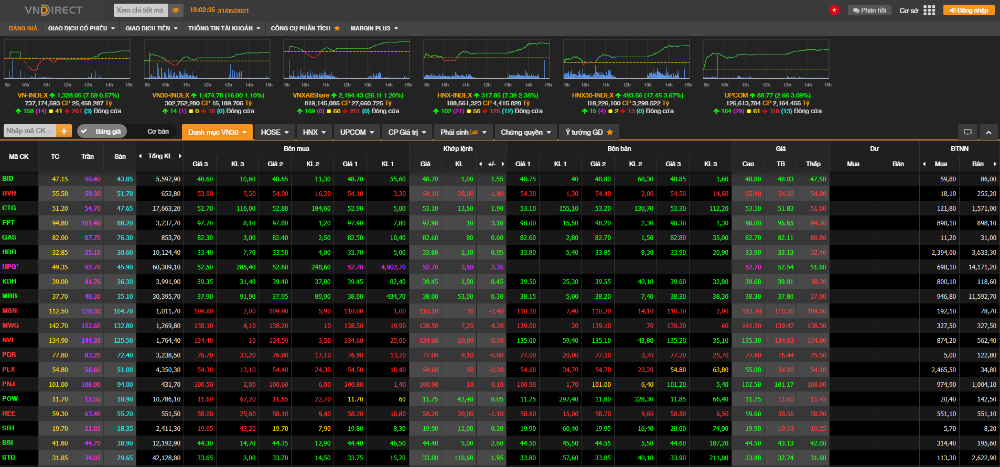 VNDIRECT Xem chi tiết mã 18:02:35 31/05/2021 Phản hồi Cơ sở Đăng nhập
BẢNG GIÁ GIAO DỊCH CỔ PHIẾU GIAO DỊCH TIỀN THÔNG TIN TÀI KHOẢN CÔNG CỤ PHÂN TÍCH MARGIN PLUS
9h 10h 11h 12h 13h 14h 15h 9h 10h 11h 12h 13h 14h 15h 9h 10h 11h 12h 13h 14h 15h 9h 10h 11h 12h 13h 14h 15h 9h 10h 11h 12h 13h 14h 15h 9h 10h 11h 12h 13h 14h 15h
VN-INDEX 1,328.05 (7.59 0.57%) VN30-INDEX 1,474.78 (16.00 1.10%) VNXAllShare 2,194.43 (26.11 1.20%) HNX-INDEX 317.85 (7.39 2.38%) HNX30-INDEX 493.56 (17.45 3.67%) UPCOM 88.77 (2.66 3.09%)
737,174,593 CP 25,458.287 Tỷ 302,752,280 CP 15,189.706 Tỷ 819,145,085 CP 27,660.725 Tỷ 188,561,323 CP 4,415.828 Tỷ 118,226,100 CP 3,298.522 Tỷ 126,613,784 CP 2,164.455 Tỷ
158 (14) 41 261 (3) Đóng cửa 14 (1) 0 16 (0) Đóng cửa 169 (0) 66 251 (0) Đóng cửa 102 (21) 56 125 (12) Đóng cửa 15 (4) 2 13 (0) Đóng cửa 164 (29) 61 118 (13) Đóng cửa
Nhập mã CK... + Bảng giá Cơ bản Danh mục VN30 HOSE HNX UPCOM CP Giá trị Phái sinh Chứng quyền Ý tưởng GD
Mã CK TC Trần Sàn Tổng KL Bên mua Khớp lệnh Bên bán Giá Dư ĐTNN
Giá 3 KL 3 Giá 2 KL 2 Giá 1 KL 1 Giá KL +/- Giá 1 KL 1 Giá 2 KL 2 Giá 3 KL 3 Cao TB Thấp Mua Bán Mua Bán
BID 47.15 50.40 43.85 5,597,90 48.60 10,60 48.65 11,30 48.70 55,60 48.70 1,00 1.55 48.75 40 48.80 68,30 48.85 1,60 48.80 48.03 47.50 59,80 86,00
BVH 55.50 59.30 51.70 653,80 53.90 5,50 54.00 16,20 54.10 3,30 54.10 28,00 -1.40 54.30 1,30 54.40 2,00 54.50 14,60 55.40 54.30 54.00 18,10 255,20
CTG 51.20 54.70 47.65 17,663,20 52.70 116,00 52.80 184,60 52.90 5,00 53.10 13,60 1.90 53.10 155,10 53.20 130,70 53.30 112,20 53.10 51.83 51.00 121,80 1,571,00
FPT 94.80 101.40 88.20 3,237,70 97.70 8,10 97.80 1,20 97.90 7,80 97.90 10 3.10 98.00 15,50 98.20 2,30 98.30 1,30 98.00 95.65 94.70 898,10 898,10
GAS 82.00 87.70 76.30 853,70 82.30 3,00 82.40 2,50 82.50 10,40 82.60 80 0.60 82.60 2,80 82.70 1,50 82.80 35,00 82.70 82.11 80.80 11,20 31,00
HDB 32.85 35.10 30.60 10,124,40 33.40 7,70 33.50 4,00 33.70 5,00 33.80 1,10 0.95 33.80 5,40 33.85 8,30 33.90 20,90 33.90 33.13 32.40 2,394,00 3,633,30
HPG* 49.35 52.70 45.90 60,309,10 52.50 285,40 52.60 248,60 52.70 4,902,70 52.70 3,50 3.35 52.70 52.54 51.80 698,10 14,171,20
KDH 39.00 41.70 36.30 3,991,90 39.35 31,40 39.40 37,80 39.45 82,40 39.45 1,00 0.45 39.50 25,30 39.55 40,10 39.60 32,80 39.60 39.01 38.30 800,10 118,60
MBB 37.70 40.30 35.10 30,395,70 37.90 91,90 37.95 89,90 38.00 434,70 38.00 53,00 0.30 38.15 5,00 38.20 7,40 38.30 38,30 38.30 37.80 37.00 946,80 11,592,70
MSN 112.50 120.30 104.70 1,011,70 109.80 2,00 109.90 5,90 110.00 1,00 110.10 30 -2.40 110.10 7,40 110.20 14,10 110.30 2,00 112.20 110.30 109.50 192,10 78,70
MWG 142.70 152.60 132.80 1,269,80 138.10 4,10 138.20 10 138.50 19,90 138.50 7,20 -4.20 139.00 20 139.10 70 139.20 60 141.50 139.47 138.50 327,50 327,50
NVL 134.90 144.30 125.50 1,764,40 134.40 10 134.50 3,50 134.60 25,00 134.60 20,00 -0.30 135.00 59,40 135.10 43,80 135.20 35,10 135.30 134.82 134.00 874,20 562,40
PDR 77.80 83.20 72.40 3,238,50 76.70 33,20 76.80 17,10 76.90 13,70 77.00 9,10 -0.80 77.00 20,00 77.10 3,70 77.20 25,70 77.60 76.44 75.50 5,00 122,80
PLX 54.80 58.60 51.00 4,350,30 54.30 13,10 54.40 24,30 54.50 10,40 54.60 50 -0.20 54.60 34,70 54.70 23,20 54.80 63,80 55.00 54.80 54.10 2,465,50 34,80
PNJ 101.00 108.00 94.00 431,70 100.50 2,00 100.60 6,00 100.80 1,40 100.90 10 -0.10 100.90 1,70 101.00 6,40 101.20 5,40 102.50 101.17 100.00 974,90 1,004,10
POW 11.70 12.50 10.90 10,786,10 11.60 67,20 11.65 22,70 11.70 60 11.75 42,40 0.05 11.75 297,40 11.80 328,30 11.85 66,40 11.75 11.60 11.45 20,40 142,50
REE 59.30 63.40 55.20 551,50 58.00 25,60 58.10 9,40 58.20 10,80 58.20 20,00 -1.10 58.60 15,00 58.70 9,60 58.80 6,50 59.60 58.56 58.00 551,10 551,10
SBT 19.70 21.05 18.35 2,411,30 19.65 43,20 19.70 7,90 19.80 8,30 19.90 11,00 0.20 19.90 60,40 19.95 16,40 20.00 74,90 19.90 19.53 19.25 5,70 8,20
SSI 41.80 44.70 38.90 12,192,90 44.30 14,70 44.35 12,90 44.40 46,50 44.40 5,00 2.60 44.50 45,50 44.55 5,50 44.60 187,20 44.50 43.13 42.00 314,40 195,60
STB 31.85 34.05 29.65 42,128,80 33.65 3,00 33.70 14,50 33.75 15,70 33.80 110,60 1.95 33.80 57,60 33.85 40,10 33.90 211,80 33.90 32.74 31.90 113,30 2,622,90